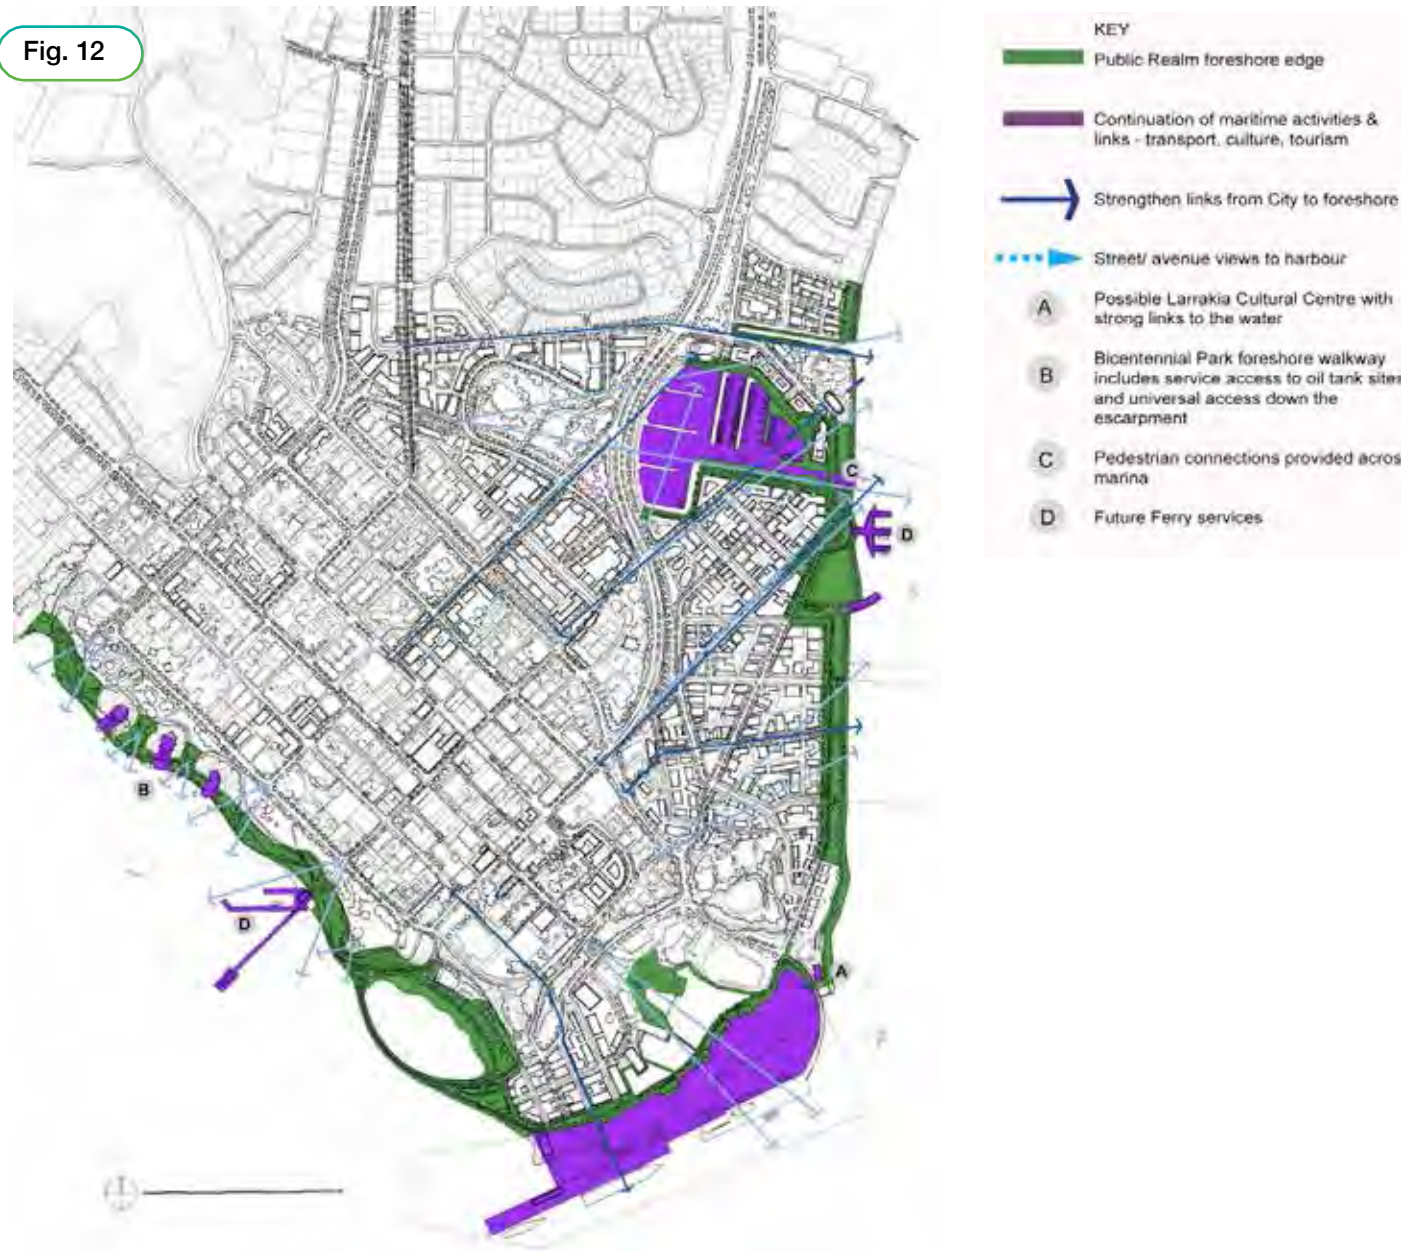 Fig. 12
KEY
Public Realm foreshore edge
Continuation of maritime activities &
links - transport, culture, tourism
Strengthen links from City to foreshore
Street/ avenue views to harbour
A
Possible Larrakia Cultural Centre with
strong links to the water
B
Bicentennial Park foreshore walkway
includes service access to oil tank sites
and universal access down the
escarpment
C
Pedestrian connections provided acros
marina
D
Future Ferry services
C
D
B
D
A